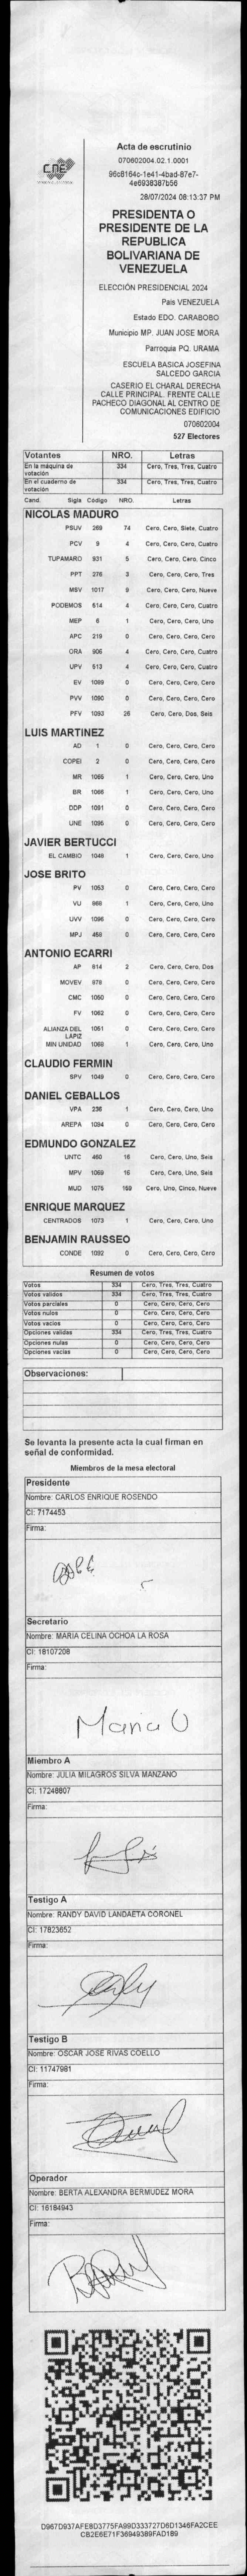 CNE
Acta de escrutinio
070602004.02.1.0001
96c8164c-1e41-4bad-87e7-
4e6938387b56
28/07/2024 08:13:37 PM
PRESIDENTA O
PRESIDENTE DE LA
REPUBLICA
BOLIVARIANA DE
VENEZUELA
ELECCIÓN PRESIDENCIAL 2024
Pais VENEZUELA
Estado EDO. CARABOBO
Municipio MP. JUAN JOSE MORA
Parroquia PQ. URAMA
ESCUELA BASICA JOSEFINA
SALCEDO GARCIA
CASERIO EL CHARAL DERECHA
CALLE PRINCIPAL. FRENTE CALLE
PACHECO DIAGONAL AL CENTRO DE
COMUNICACIONES EDIFICIO
070602004
527 Electores
Votantes NRO. Letras
En la máquina de votación 334 Cero, Tres, Tres, Cuatro
En el cuaderno de votación 334 Cero, Tres, Tres, Cuatro
Cand. Sigla Código NRO. Letras
NICOLAS MADURO
PSUV 269 74 Cero, Cero, Siete, Cuatro
PCV 9 4 Cero, Cero, Cero, Cuatro
TUPAMARO 931 5 Cero, Cero, Cero, Cinco
PPT 276 3 Cero, Cero, Cero, Tres
MSV 1017 9 Cero, Cero, Cero, Nueve
PODEMOS 514 4 Cero, Cero, Cero, Cuatro
MEP 6 1 Cero, Cero, Cero, Uno
APC 219 0 Cero, Cero, Cero, Cero
ORA 906 4 Cero, Cero, Cero, Cuatro
UPV 513 4 Cero, Cero, Cero, Cuatro
EV 1089 0 Cero, Cero, Cero, Cero
PVV 1090 0 Cero, Cero, Cero, Cero
PFV 1093 26 Cero, Cero, Dos, Seis
LUIS MARTINEZ
AD 1 0 Cero, Cero, Cero, Cero
COPEI 2 0 Cero, Cero, Cero, Cero
MR 1065 1 Cero, Cero, Cero, Uno
BR 1066 1 Cero, Cero, Cero, Uno
DDP 1091 0 Cero, Cero, Cero, Cero
UNE 1095 0 Cero, Cero, Cero, Cero
JAVIER BERTUCCI
EL CAMBIO 1048 1 Cero, Cero, Cero, Uno
JOSE BRITO
PV 1053 0 Cero, Cero, Cero, Cero
VU 988 1 Cero, Cero, Cero, Uno
UVV 1096 0 Cero, Cero, Cero, Cero
MPJ 459 0 Cero, Cero, Cero, Cero
ANTONIO ECARRI
AP 814 2 Cero, Cero, Cero, Dos
MOVEV 978 0 Cero, Cero, Cero, Cero
CMC 1050 0 Cero, Cero, Cero, Cero
FV 1062 0 Cero, Cero, Cero, Cero
ALIANZA DEL LAPIZ 1051 0 Cero, Cero, Cero, Cero
MIN UNIDAD 1068 1 Cero, Cero, Cero, Uno
CLAUDIO FERMIN
SPV 1049 0 Cero, Cero, Cero, Cero
DANIEL CEBALLOS
VPA 236 1 Cero, Cero, Cero, Uno
AREPA 1094 0 Cero, Cero, Cero, Cero
EDMUNDO GONZALEZ
UNTC 460 16 Cero, Cero, Uno, Seis
MPV 1069 16 Cero, Cero, Uno, Seis
MUD 1076 159 Cero, Uno, Cinco, Nueve
ENRIQUE MARQUEZ
CENTRADOS 1073 1 Cero, Cero, Cero, Uno
BENJAMIN RAUSSEO
CONDE 1092 0 Cero, Cero, Cero, Cero
Resumen de votos
Votos 334 Cero, Tres, Tres, Cuatro
Votos validos 334 Cero, Tres, Tres, Cuatro
Votos parciales 0 Cero, Cero, Cero, Cero
Votos nulos 0 Cero, Cero, Cero, Cero
Votos vacios 0 Cero, Cero, Cero, Cero
Opciones validas 334 Cero, Tres, Tres, Cuatro
Opciones nulas 0 Cero, Cero, Cero, Cero
Opciones vacias 0 Cero, Cero, Cero, Cero
Observaciones:
Se levanta la presente acta la cual firman en
señal de conformidad.
Miembros de la mesa electoral
Presidente
Nombre: CARLOS ENRIQUE ROSENDO
CI: 7174453
Firma:
Secretario
Nombre: MARIA CELINA OCHOA LA ROSA
CI: 18107208
Firma:
Maria O
Miembro A
Nombre: JULIA MILAGROS SILVA MANZANO
CI: 17248807
Firma:
Testigo A
Nombre: RANDY DAVID LANDAETA CORONEL
CI: 17823652
Firma:
Testigo B
Nombre: OSCAR JOSE RIVAS COELLO
CI: 11747981
Firma:
Operador
Nombre: BERTA ALEXANDRA BERMUDEZ MORA
CI: 16184943
Firma:
D967D937AFE8D3775FA99D333727D6D1346FA2CEE
CB2E6E71F36949389FAD189